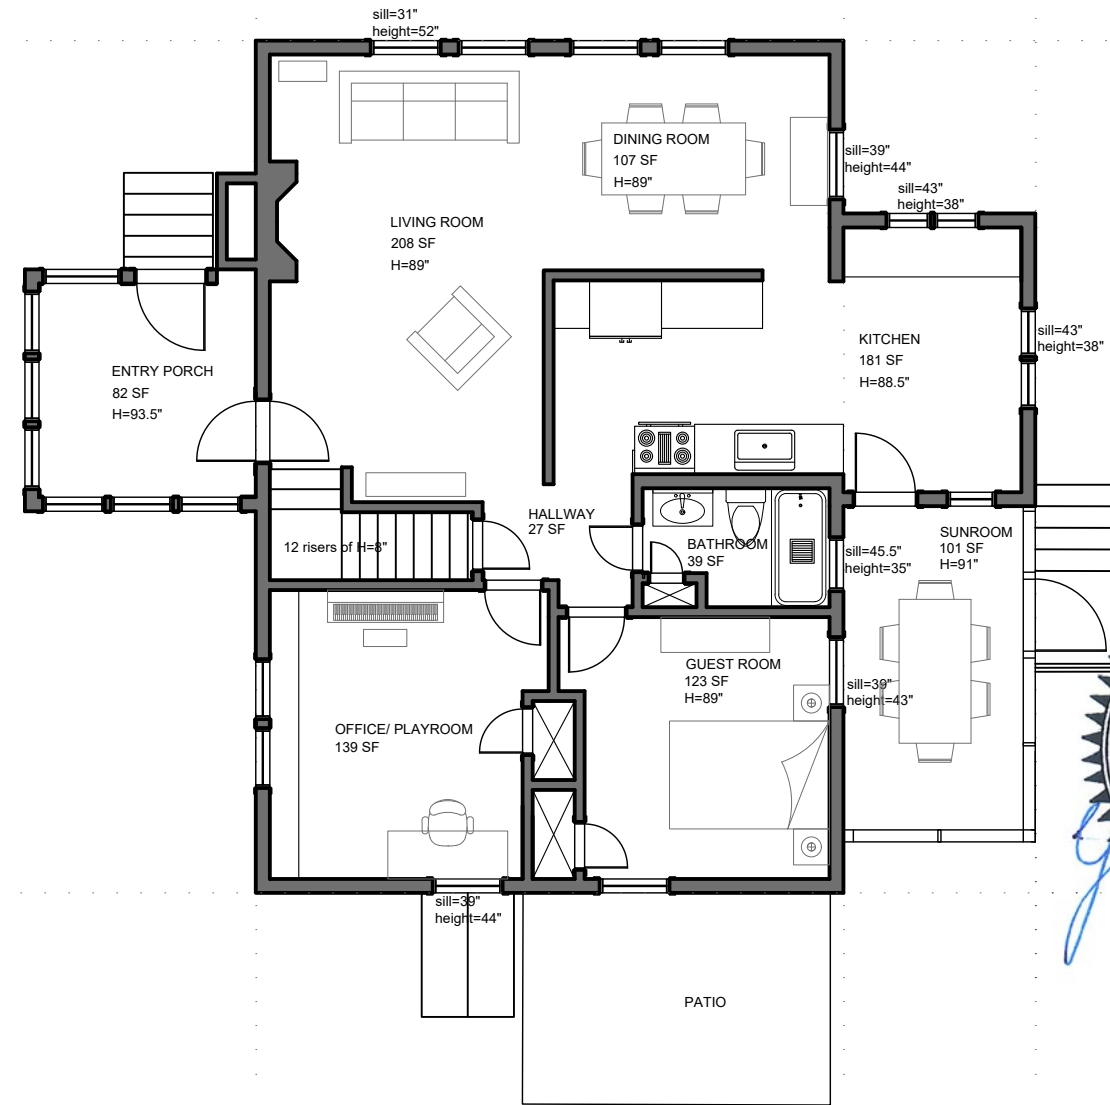 sill=31"
height=52"
DINING ROOM
107 SF
H=89"
sill=39"
height=44"
sill=43"
height=38"
LIVING ROOM
208 SF
H=89"
ENTRY PORCH
82 SF
H=93.5"
KITCHEN
181 SF
H=88.5"
sill=43"
height=38"
HALLWAY
27 SF
12 risers of H=8"
BATHROOM
39 SF
sill=45.5"
height=35"
SUNROOM
101 SF
H=91"
GUEST ROOM
123 SF
H=89"
sill=39"
height=43"
OFFICE/ PLAYROOM
139 SF
sill=39"
height=44"
PATIO